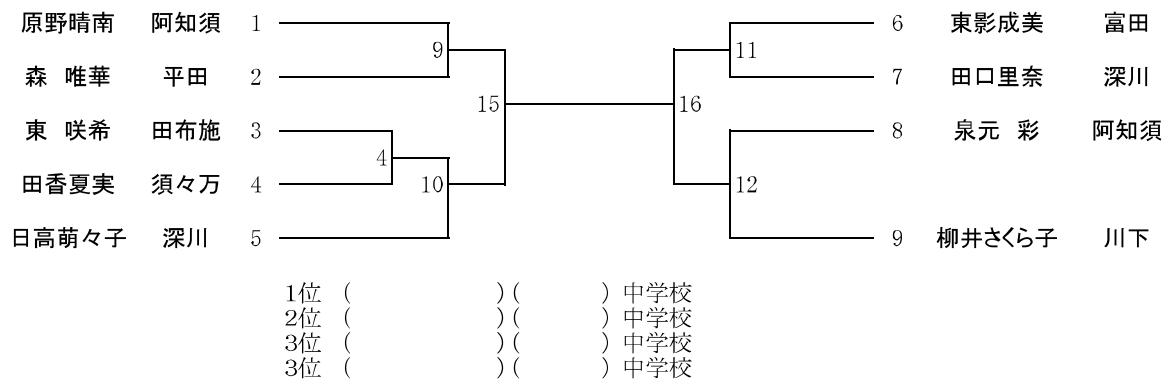 原野晴南 阿知須 1 6 東影成美 富田
9 11
森 唯華 平田 2 7 田口里奈 深川
15 16
東 咲希 田布施 3 8 泉元 彩 阿知須
4
田香夏実 須々万 4 10 12
日高萌々子 深川 5 9 柳井さくら子 川下
1位 ( )( ) 中学校
2位 ( )( ) 中学校
3位 ( )( ) 中学校
3位 ( )( ) 中学校